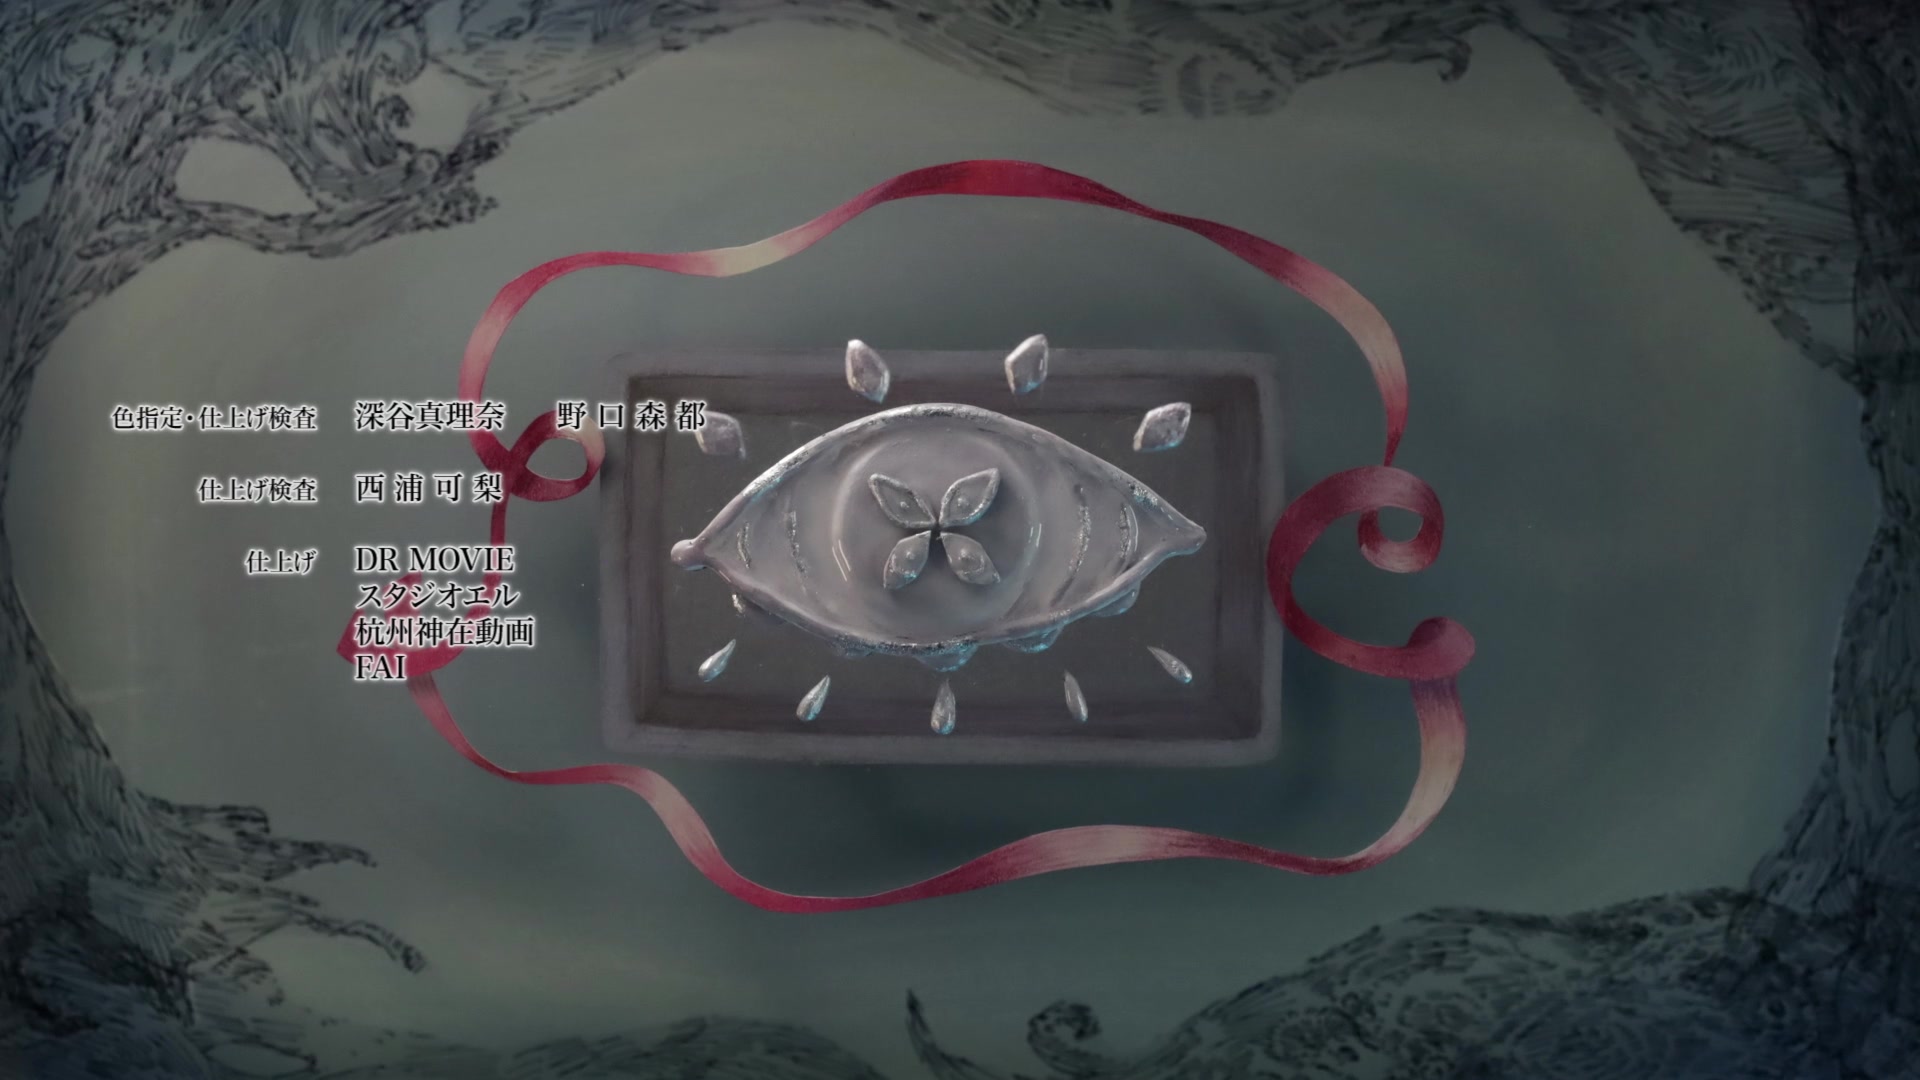 色指定・仕上げ検査 深谷真理奈 野口森都
仕上げ検査 西浦可梨
仕上げ DR MOVIE
スタジオエル
杭州神在動画
FAI